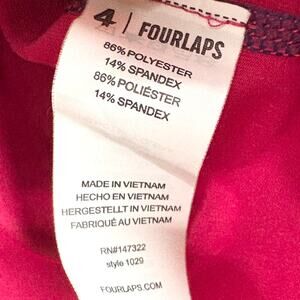 4 | FOURLAPS
86% POLYESTER
14% SPANDEX
86% POLIÉSTER
14% SPANDEX
MADE IN VIETNAM
HECHO EN VIETNAM
HERGESTELLT IN VIETNAM
FABRIQUÉ AU VIETNAM
RN#147322
style 1029
FOURLAPS.COM